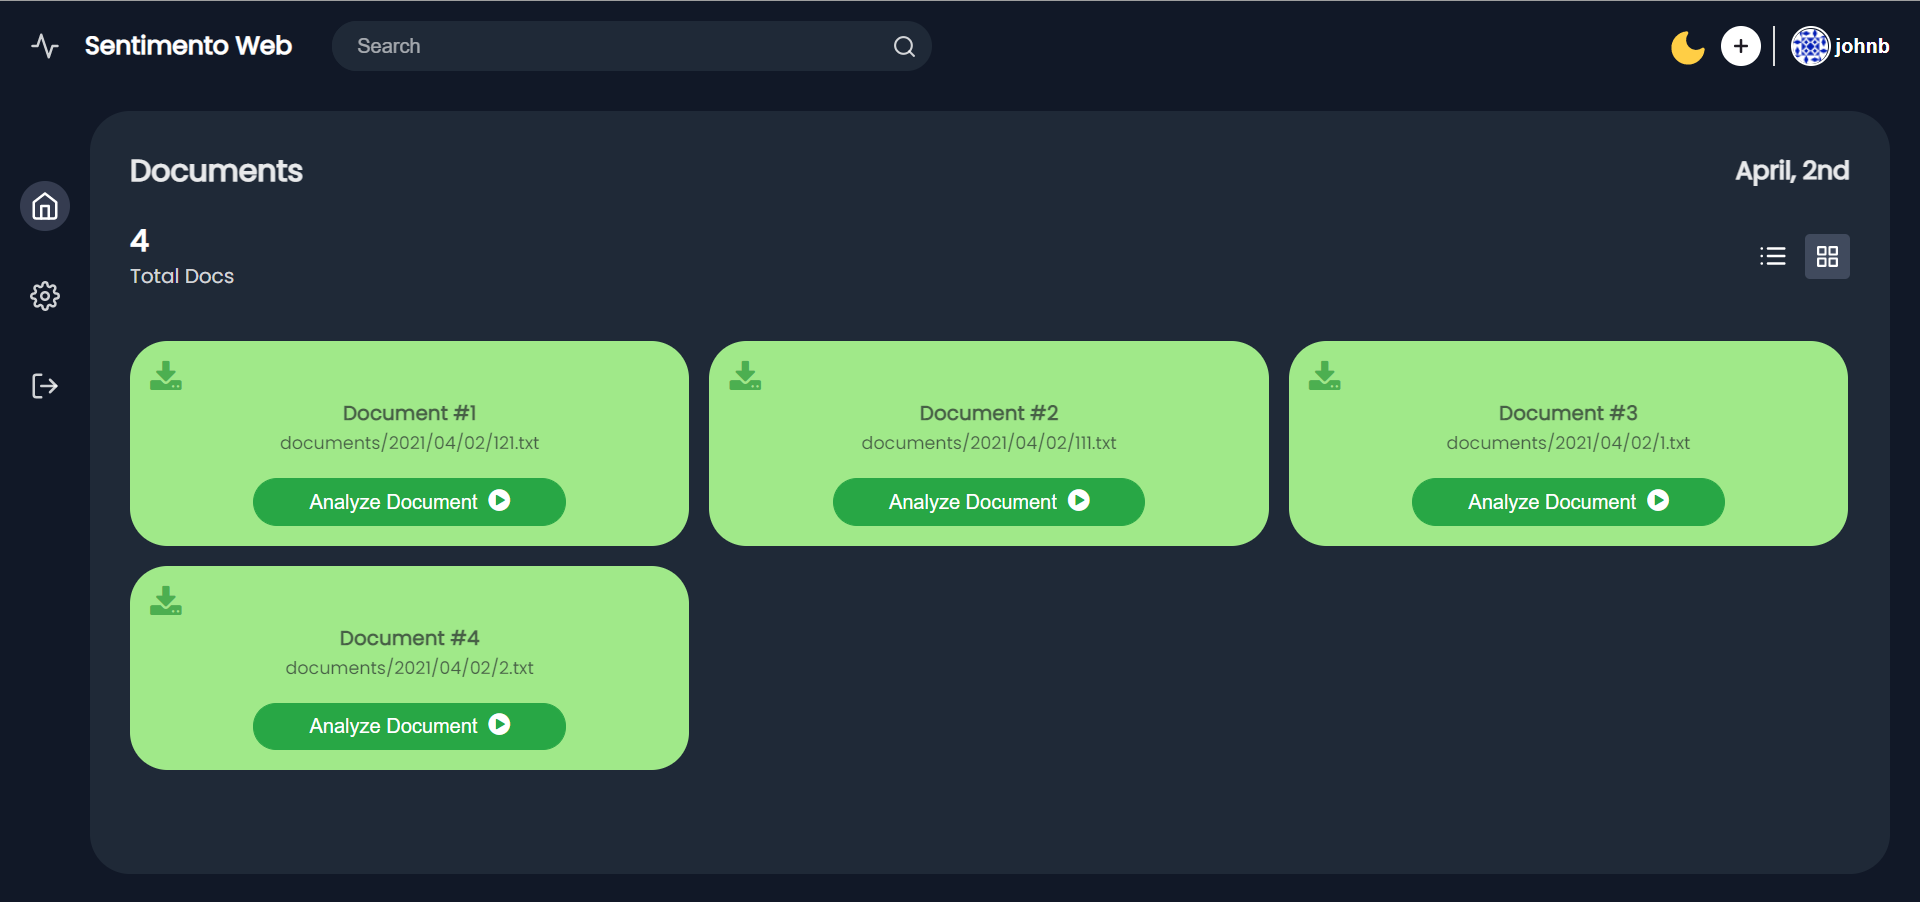 Sentimento Web
Search
johnb
Documents
April, 2nd
4
Total Docs
Document #1
documents/2021/04/02/121.txt
Analyze Document
Document #2
documents/2021/04/02/111.txt
Analyze Document
Document #3
documents/2021/04/02/1.txt
Analyze Document
Document #4
documents/2021/04/02/2.txt
Analyze Document